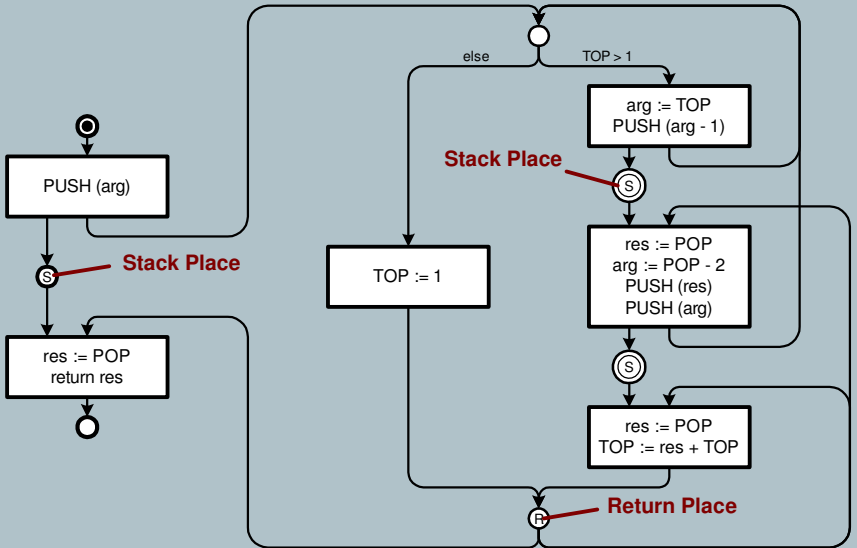 else
TOP > 1
arg := TOP
PUSH (arg - 1)
Stack Place
S
PUSH (arg)
Stack Place
S
res := POP
arg := POP - 2
PUSH (res)
PUSH (arg)
TOP := 1
S
res := POP
return res
res := POP
TOP := res + TOP
Return Place
R